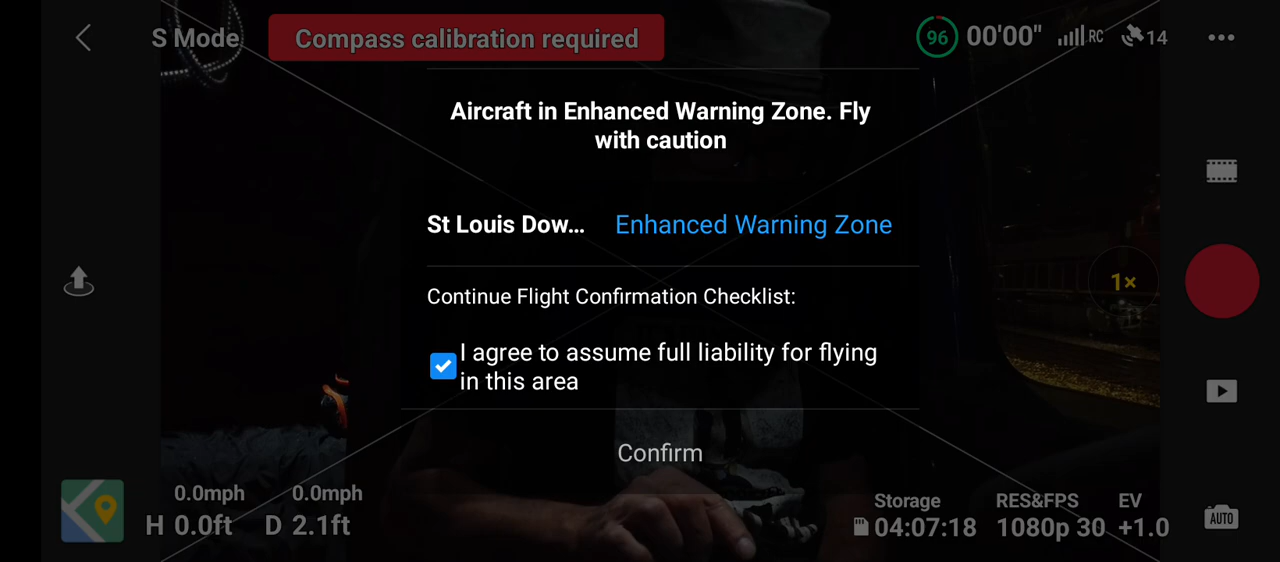 S Mode
Compass calibration required
96
00'00"
RC
14
Aircraft in Enhanced Warning Zone. Fly
with caution
St Louis Dow...
Enhanced Warning Zone
Continue Flight Confirmation Checklist:
1×
I agree to assume full liability for flying
in this area
Confirm
0.0mph
0.0mph
H 0.0ft
D 2.1ft
Storage
04:07:18
RES&FPS
1080p 30
EV
+1.0
AUTO